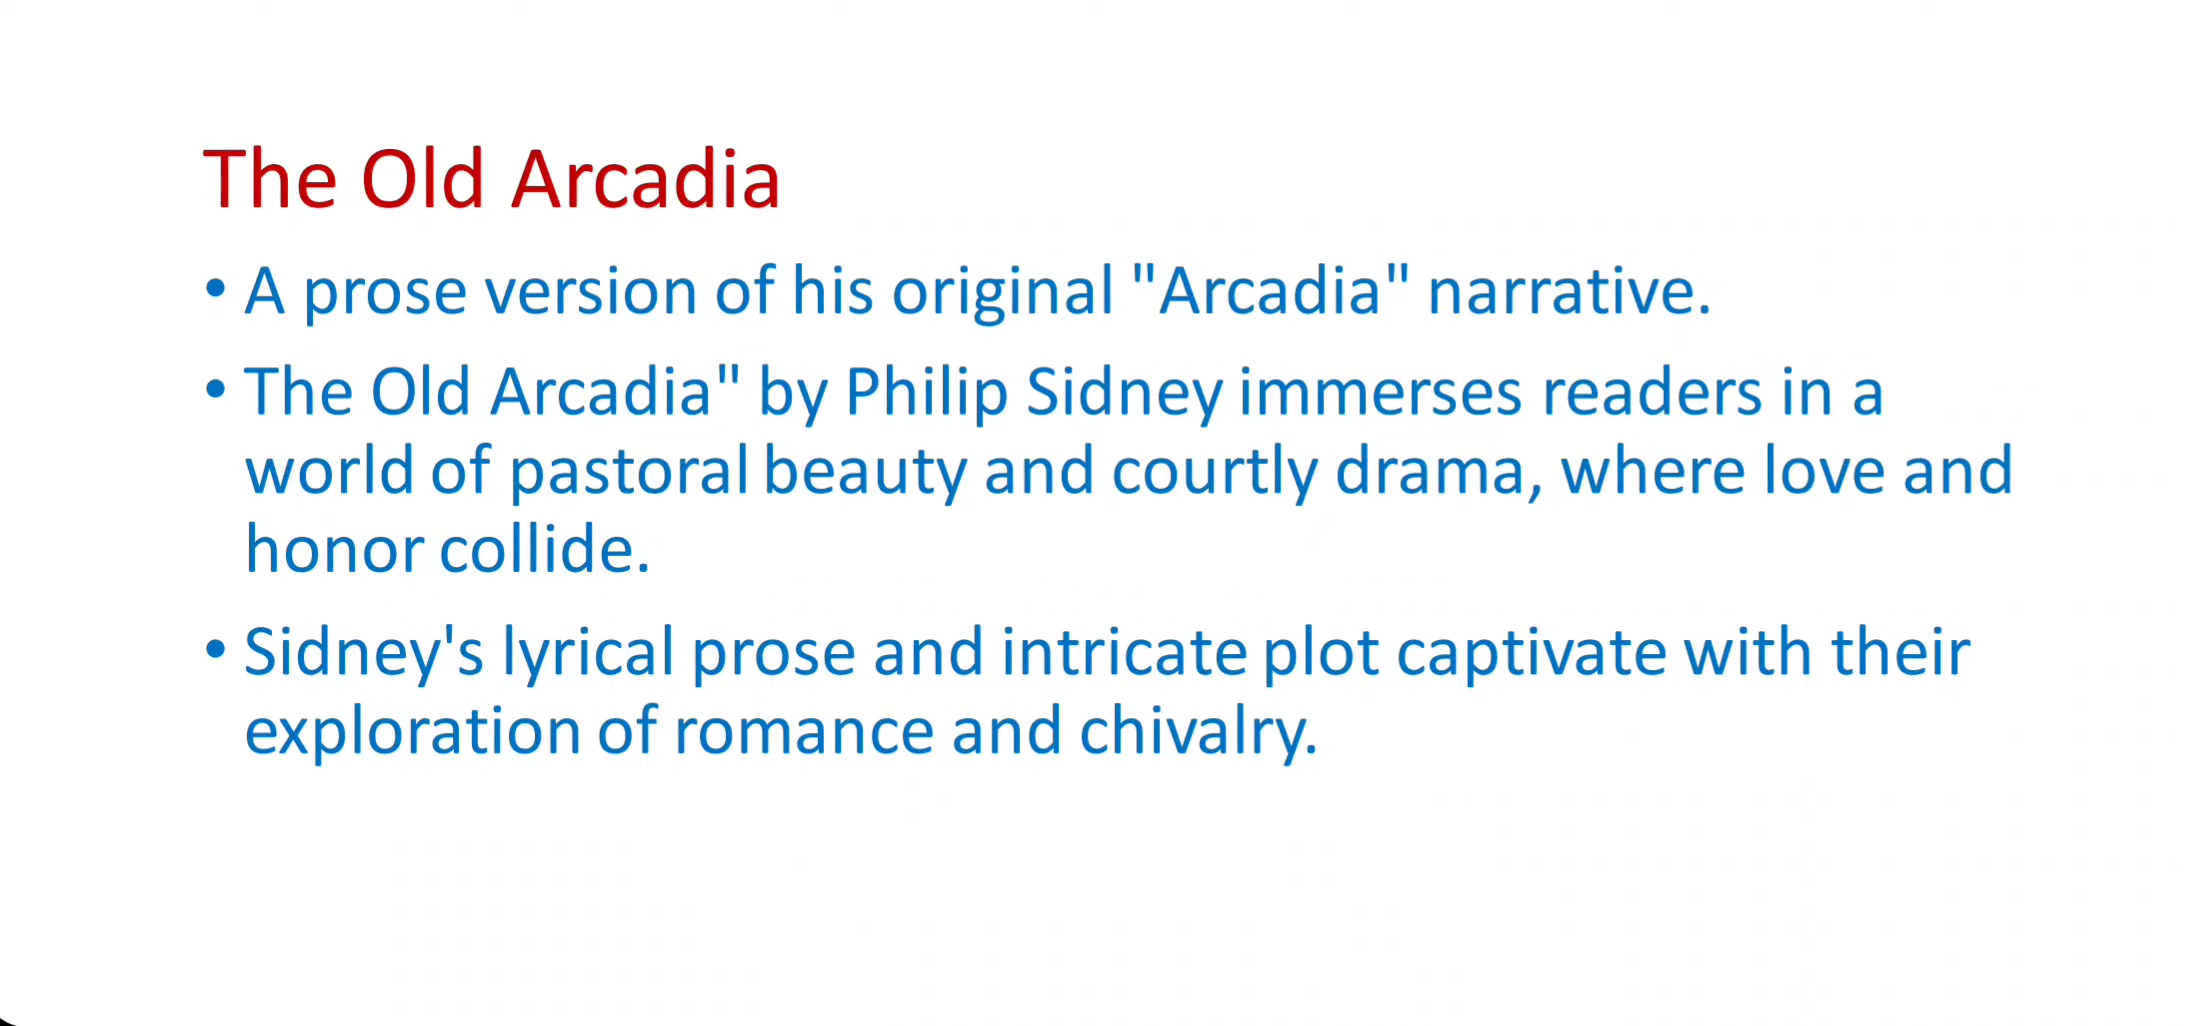 The Old Arcadia
• A prose version of his original "Arcadia" narrative.
• The Old Arcadia" by Philip Sidney immerses readers in a
world of pastoral beauty and courtly drama, where love and
honor collide.
• Sidney's lyrical prose and intricate plot captivate with their
exploration of romance and chivalry.